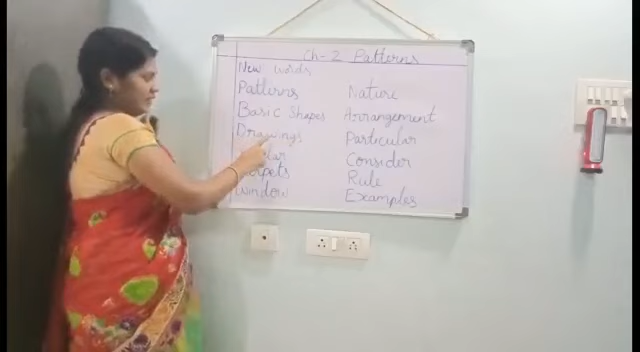 Ch-2 Patterns
New words
Patterns Nature
Basic Shapes Arrangement
Drawings Particular
Consider
Rule
Window Examples